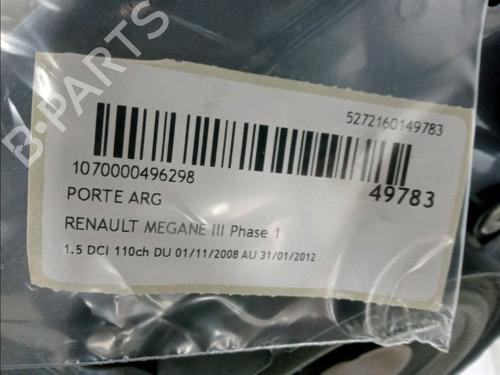 B-PARTS
5272160149783
1070000496298
49783
PORTE ARG
RENAULT MEGANE III Phase 1
1.5 DCI 110ch DU 01/11/2008 AU 31/01/2012